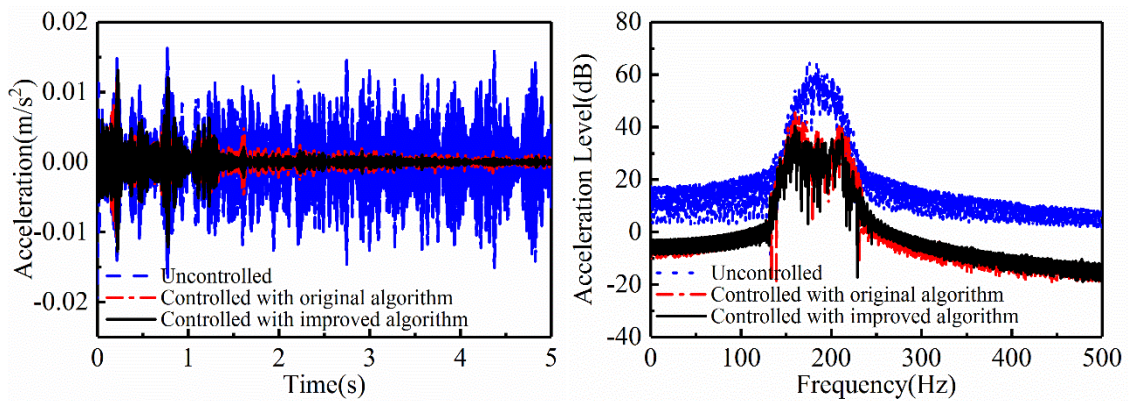 0.02
0.01
0.00
-0.01
-0.02
Acceleration(m/s²)
Uncontrolled
Controlled with original algorithm
Controlled with improved algorithm
0 1 2 3 4 5
Time(s)
80
60
40
20
0
-20
-40
Acceleration Level(dB)
Uncontrolled
Controlled with original algorithm
Controlled with improved algorithm
0 100 200 300 400 500
Frequency(Hz)